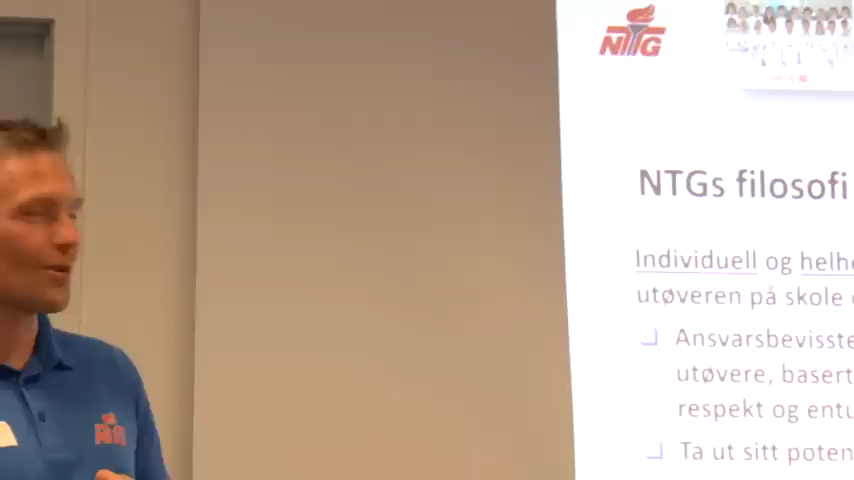 NTG
NTGs filosofi
Individuell og helhe
utøveren på skole
Ansvarsbevisste
utøvere, basert
respekt og entu
Ta ut sitt poten
NTG